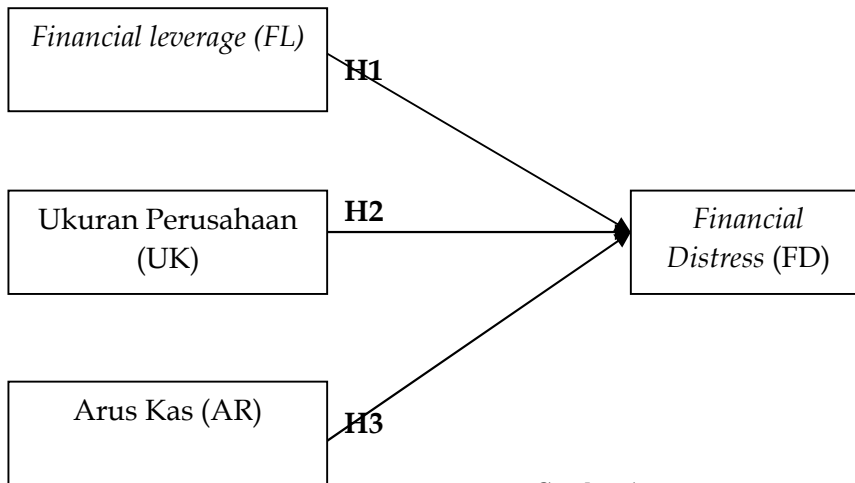 Financial leverage (FL)
H1
Ukuran Perusahaan
(UK)
H2
Financial
Distress (FD)
Arus Kas (AR)
H3